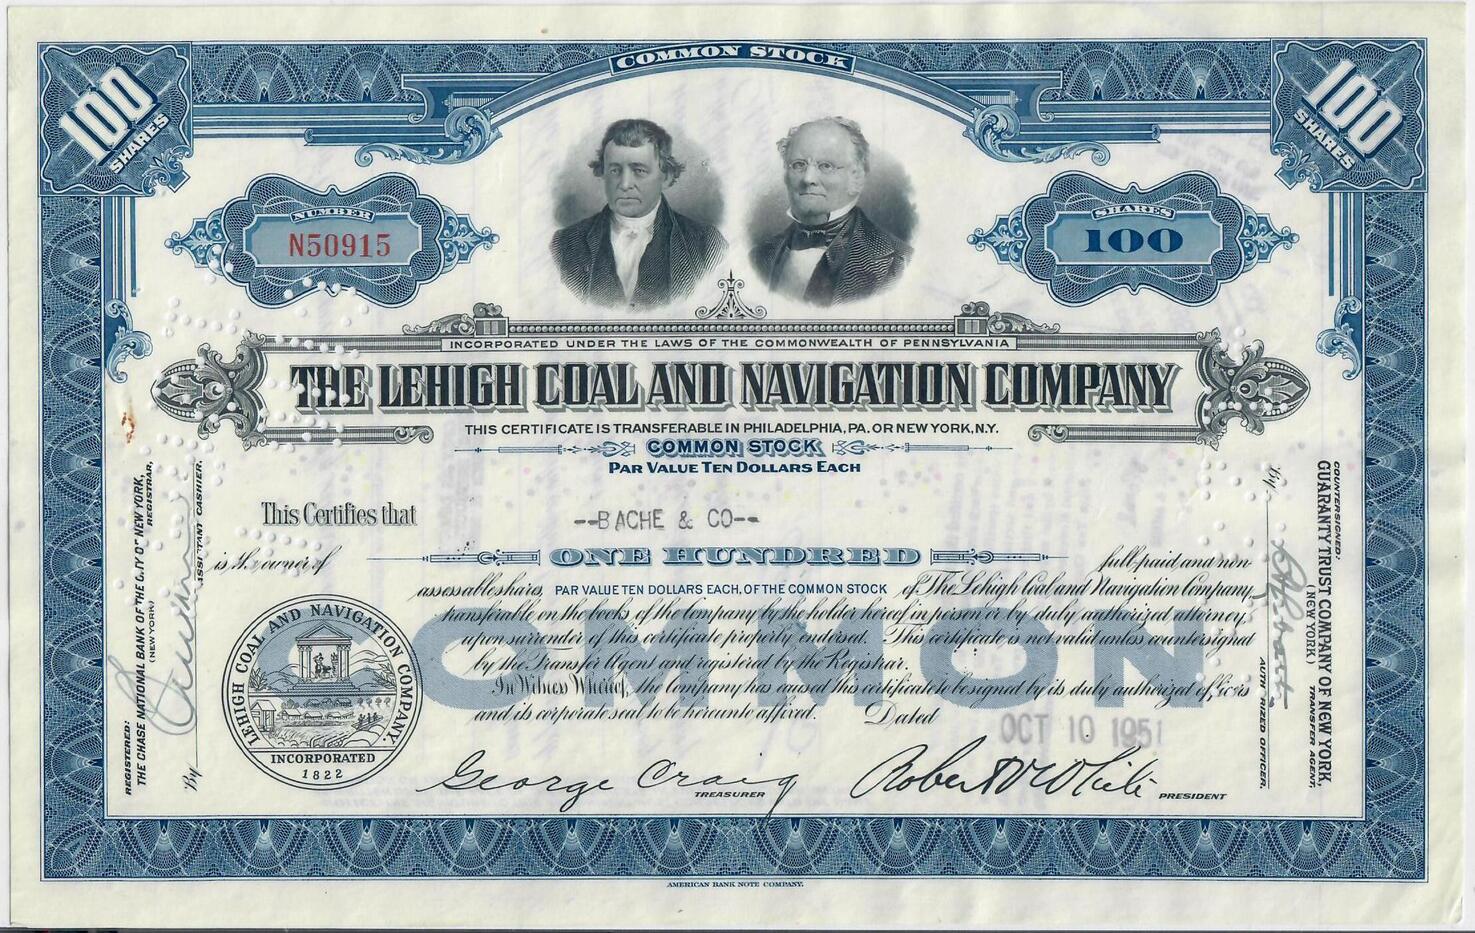 COMMON STOCK
100 SHARES
100 SHARES
NUMBER
N50915
SHARES
100
INCORPORATED UNDER THE LAWS OF THE COMMONWEALTH OF PENNSYLVANIA
THE LEHIGH COAL AND NAVIGATION COMPANY
THIS CERTIFICATE IS TRANSFERABLE IN PHILADELPHIA, PA. OR NEW YORK, N.Y.
COMMON STOCK
PAR VALUE TEN DOLLARS EACH
This Certifies that
--BACHE & CO--
is the owner of
ONE HUNDRED
full-paid and non-
assessable shares, PAR VALUE TEN DOLLARS EACH, OF THE COMMON STOCK of The Lehigh Coal and Navigation Company,
transferable on the books of the Company by the holder hereof in person or by duly authorized attorney,
upon surrender of this certificate properly endorsed. This certificate is not valid unless countersigned
by the Transfer Agent and registered by the Registrar.
In Witness Whereof, the Company has caused this certificate to be signed by its duly authorized officers
and its corporate seal to be hereunto affixed. Dated
OCT 10 1951
COMMON
LEHIGH COAL AND NAVIGATION COMPANY
INCORPORATED
1822
George Craig
TREASURER
Robert V White
PRESIDENT
REGISTERED:
THE CHASE NATIONAL BANK OF THE CITY OF NEW YORK,
(NEW YORK) REGISTRAR,
By
ASSISTANT CASHIER.
COUNTERSIGNED:
GUARANTY TRUST COMPANY OF NEW YORK,
(NEW YORK) TRANSFER AGENT,
By
AUTHORIZED OFFICER.
AMERICAN BANK NOTE COMPANY.